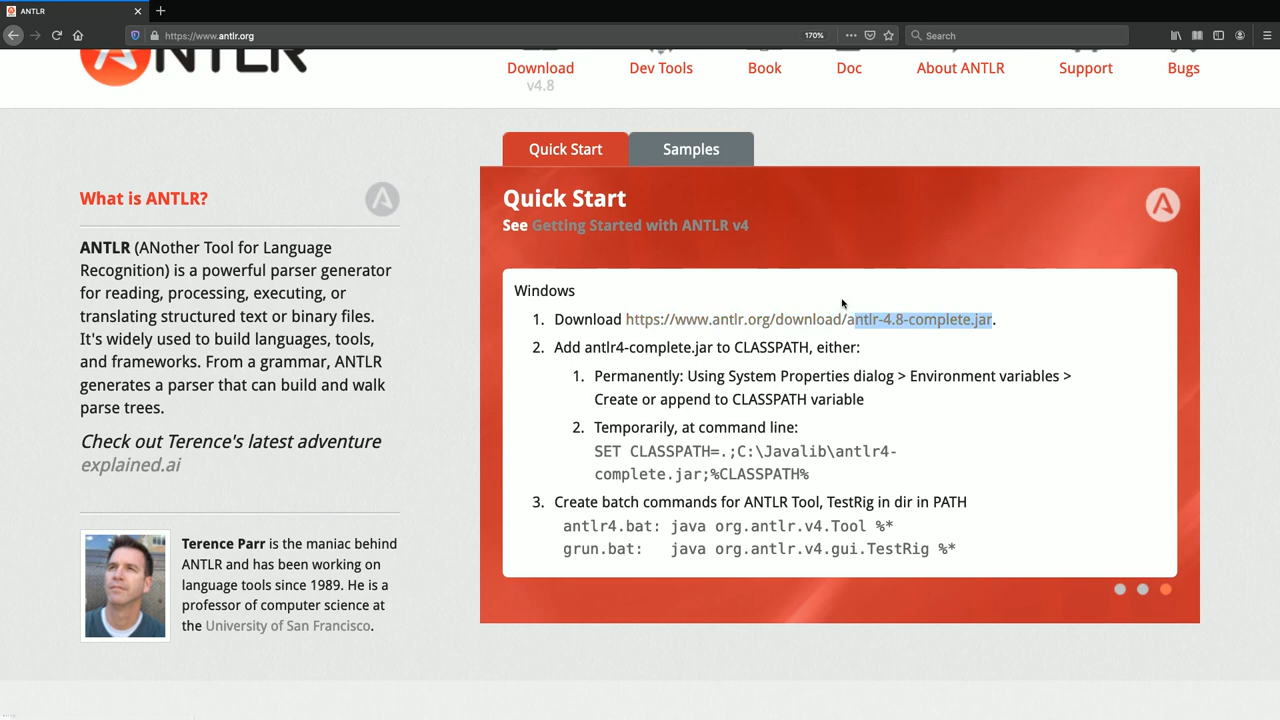 ANTLR
https://www.antlr.org
170%
Search
ANTLR
Download
v4.8
Dev Tools
Book
Doc
About ANTLR
Support
Bugs
Quick Start
Samples
What is ANTLR?
ANTLR (ANother Tool for Language
Recognition) is a powerful parser generator
for reading, processing, executing, or
translating structured text or binary files.
It's widely used to build languages, tools,
and frameworks. From a grammar, ANTLR
generates a parser that can build and walk
parse trees.
Check out Terence's latest adventure
explained.ai
Terence Parr is the maniac behind
ANTLR and has been working on
language tools since 1989. He is a
professor of computer science at
the University of San Francisco.
Quick Start
See Getting Started with ANTLR v4
Windows
1. Download https://www.antlr.org/download/antlr-4.8-complete.jar.
2. Add antlr4-complete.jar to CLASSPATH, either:
1. Permanently: Using System Properties dialog > Environment variables >
Create or append to CLASSPATH variable
2. Temporarily, at command line:
SET CLASSPATH=.;C:\Javalib\antlr4-
complete.jar;%CLASSPATH%
3. Create batch commands for ANTLR Tool, TestRig in dir in PATH
antlr4.bat: java org.antlr.v4.Tool %*
grun.bat:   java org.antlr.v4.gui.TestRig %*